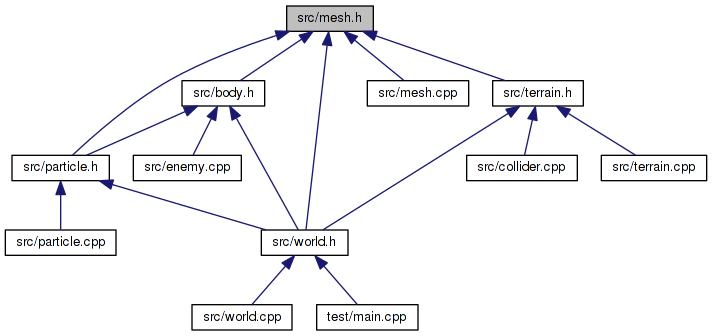 src/mesh.h
src/body.h
src/mesh.cpp
src/terrain.h
src/particle.h
src/enemy.cpp
src/collider.cpp
src/terrain.cpp
src/particle.cpp
src/world.h
src/world.cpp
test/main.cpp